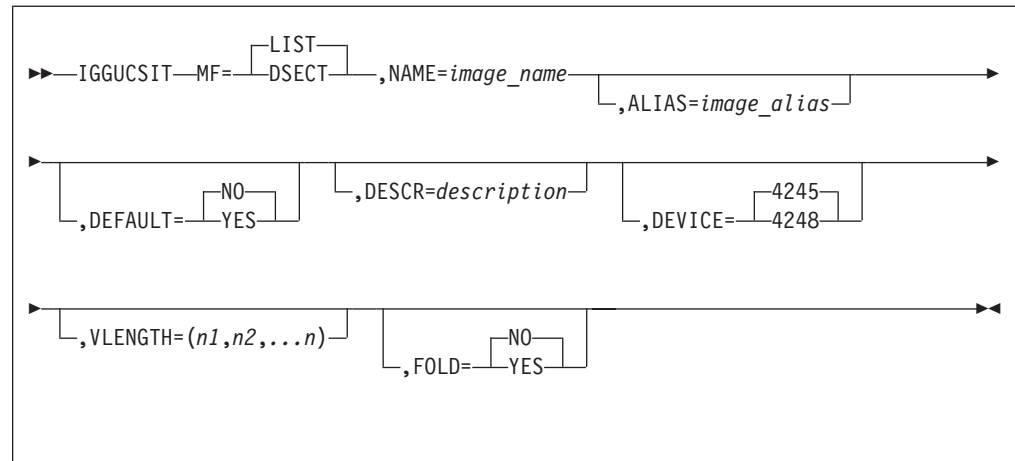 LIST
IGGUCSIT MF= DSECT ,NAME=image_name
,ALIAS=image_alias
NO
,DEFAULT= YES
,DESCR=description
4245
,DEVICE= 4248
,VLENGTH=(n1,n2,...n)
NO
,FOLD= YES